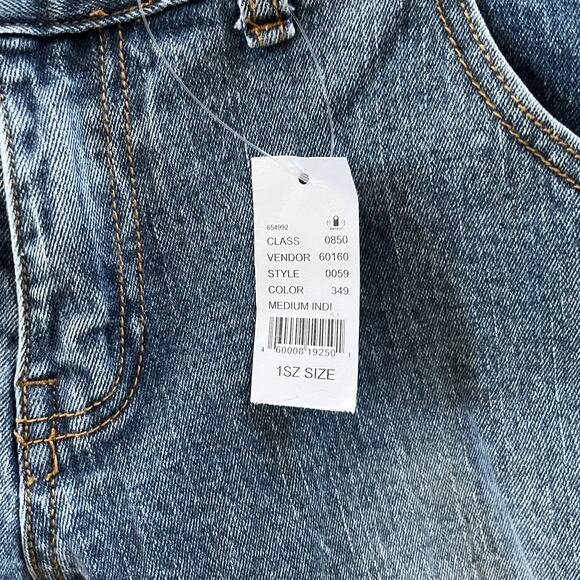 654992
CLASS 0850
VENDOR 60160
STYLE 0059
COLOR 349
MEDIUM INDI
4 60008 19250 1
1SZ SIZE